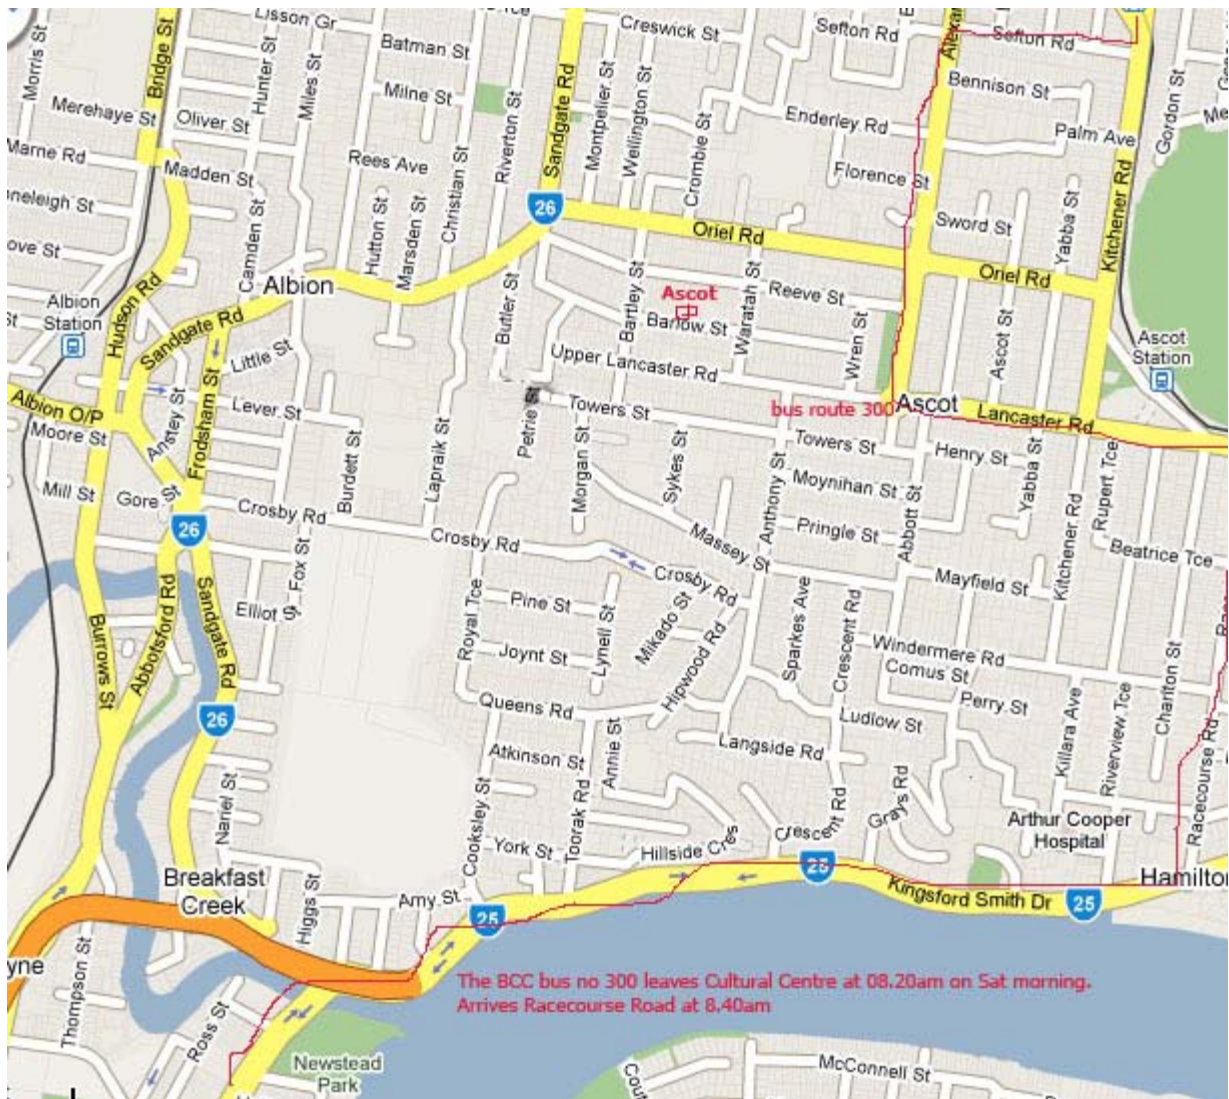 Morris St
Bridge St
Lisson Gr
Hunter St
Miles St
Batman St
Creswick St
Sefton Rd
Sefton Rd
Merehaye St
Oliver St
Milne St
Christian St
Riverton St
Sandgate Rd
Montpelier St
Wellington St
Crombie St
Enderley Rd
Bennison St
Palm Ave
Gordon St
Marne Rd
Madden St
Rees Ave
Florence St
Hutton St
Marsden St
Camden St
26
Oriel Rd
Sword St
Yabba St
Kitchener Rd
Oriel Rd
Albion
Butler St
Bartley St
Waratah St
Reeve St
Ascot
Barlow St
Albion
Station
Hudson Rd
Sandgate Rd
Little St
Upper Lancaster Rd
Wren St
Ascot St
Ascot
Station
Albion O/P
Frodsham St
Anstey St
Lever St
Petrie St
Towers St
bus route 300
Ascot
Lancaster Rd
Moore St
Burdett St
Lapraik St
Morgan St
Sykes St
Towers St
Henry St
Yabba St
Rupert Tce
Mill St
Gore St
Crosby Rd
Anthony St
Moynihan St
Abbott St
Pringle St
Kitchener Rd
26
Crosby Rd
Massey St
Beatrice Tce
Fox St
Crosby Rd
Mayfield St
Elliot St
Royal Tce
Pine St
Lynell St
Mikado St
Hipwood Rd
Sparkes Ave
Crescent Rd
Windermere Rd
Burrows St
Abbotsford Rd
Sandgate Rd
Joynt St
Comus St
Perry St
Charlton St
26
Queens Rd
Annie St
Ludlow St
Killara Ave
Riverview Tce
Langside Rd
Atkinson St
Racecourse Rd
Nariel St
Cooksley St
Toorak Rd
Crescent Rd
Grays Rd
Arthur Cooper
Hospital
York St
Hillside Cres
25
Hamilton
Breakfast
Creek
Higgs St
Amy St
25
Kingsford Smith Dr
25
Thompson St
The BCC bus no 300 leaves Cultural Centre at 08.20am on Sat morning.
Arrives Racecourse Road at 8.40am
Ross St
Newstead
Park
McConnell St